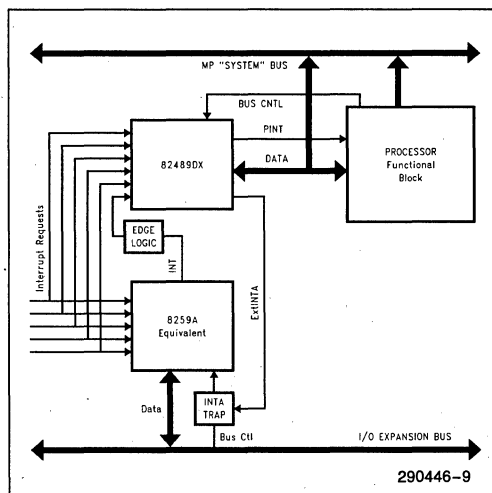 MP "SYSTEM" BUS
BUS CNTL
PINT
DATA
82489DX
PROCESSOR
Functional
Block
Interrupt Requests
EDGE
LOGIC
INT
ExtINTA
8259A
Equivalent
Data
INTA
TRAP
Bus Ctl
I/O EXPANSION BUS
290446-9